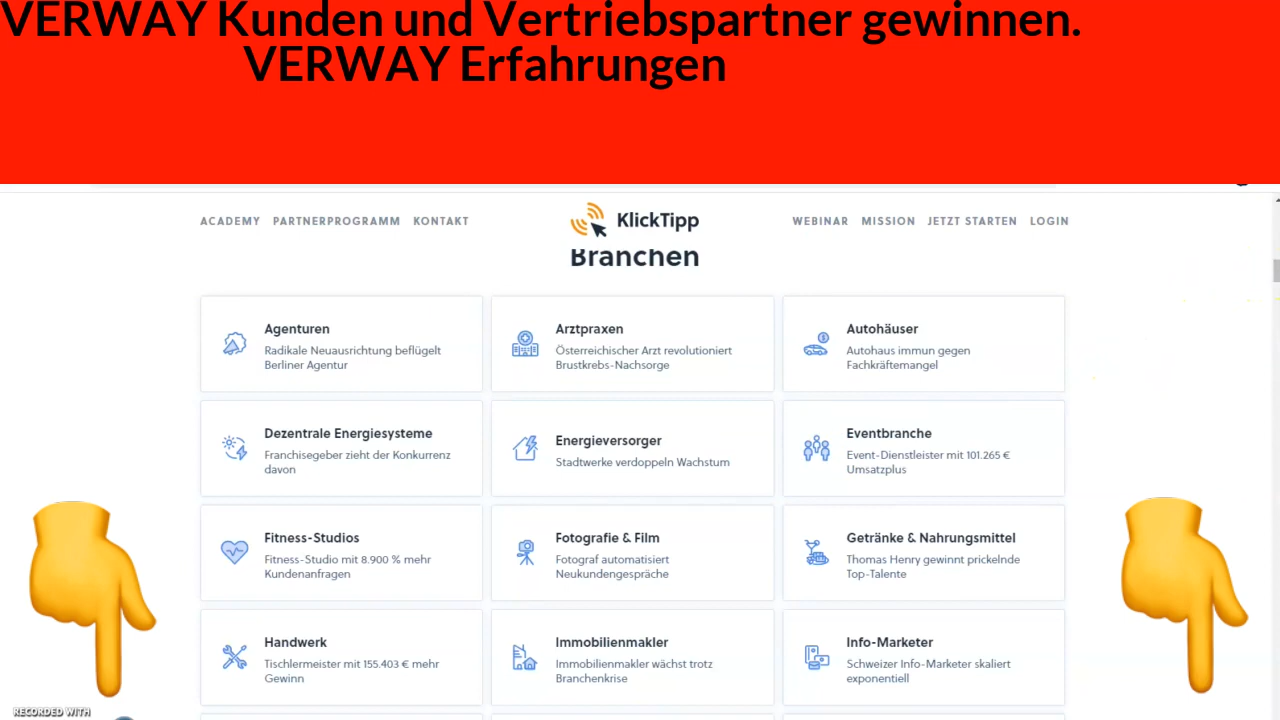 VERWAY Kunden und Vertriebspartner gewinnen.
VERWAY Erfahrungen
ACADEMY PARTNERPROGRAMM KONTAKT
KlickTipp
WEBINAR MISSION JETZT STARTEN LOGIN
Branchen
Agenturen
Radikale Neuausrichtung beflügelt
Berliner Agentur
Arztpraxen
Österreichischer Arzt revolutioniert
Brustkrebs-Nachsorge
Autohäuser
Autohaus immun gegen
Fachkräftemangel
Dezentrale Energiesysteme
Franchisegeber zieht der Konkurrenz
davon
Energieversorger
Stadtwerke verdoppeln Wachstum
Eventbranche
Event-Dienstleister mit 101.265 €
Umsatzplus
Fitness-Studios
Fitness-Studio mit 8.900 % mehr
Kundenanfragen
Fotografie & Film
Fotograf automatisiert
Neukundengespräche
Getränke & Nahrungsmittel
Thomas Henry gewinnt prickelnde
Top-Talente
Handwerk
Tischlermeister mit 155.403 € mehr
Gewinn
Immobilienmakler
Immobilienmakler wächst trotz
Branchenkrise
Info-Marketer
Schweizer Info-Marketer skaliert
exponentiell
RECORDED WITH